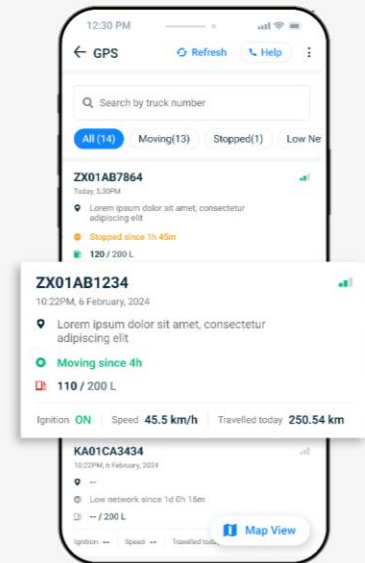 12:30 PM
GPS
Refresh
Help
Search by truck number
All (14) Moving(13) Stopped(1) Low Ne
ZX01AB7864
Today, 5:30PM
Lorem ipsum dolor sit amet, consectetur
adipiscing elit
Stopped since 1h 45m
120 / 200 L
ZX01AB1234
10:22PM, 6 February, 2024
Lorem ipsum dolor sit amet, consectetur
adipiscing elit
Moving since 4h
110 / 200 L
Ignition ON Speed 45.5 km/h Travelled today 250.54 km
KA01CA3434
10:22PM, 6 February, 2024
--
Low network since 1d 0h 16m
-- / 200 L
Ignition -- Speed -- Travelled tod
Map View